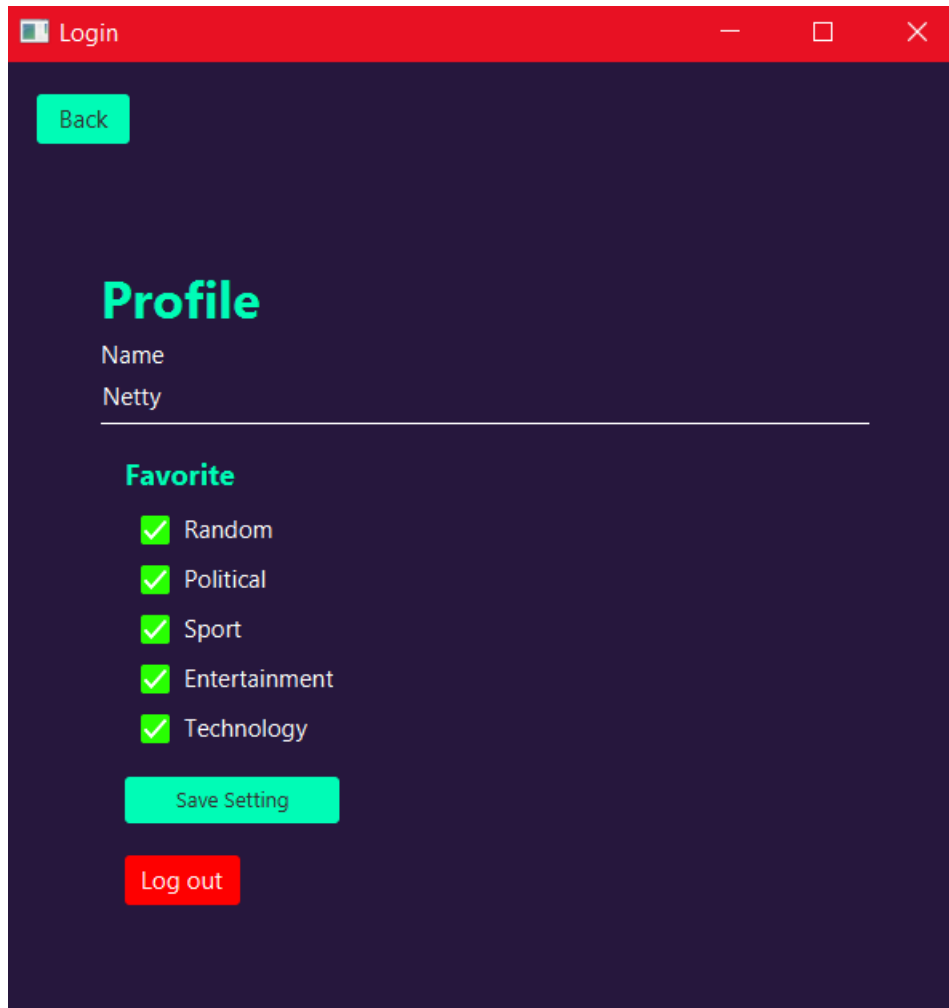 Login
Back
Profile
Name
Netty
Favorite
Random
Political
Sport
Entertainment
Technology
Save Setting
Log out